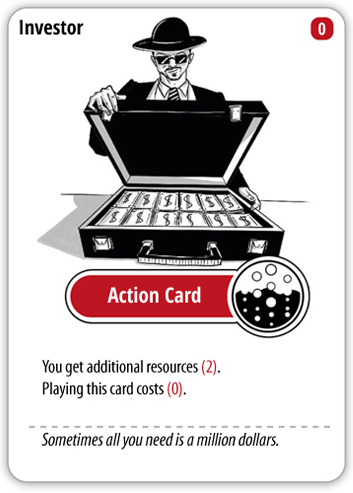 Investor
0
Action Card
You get additional resources (2).
Playing this card costs (0).
Sometimes all you need is a million dollars.